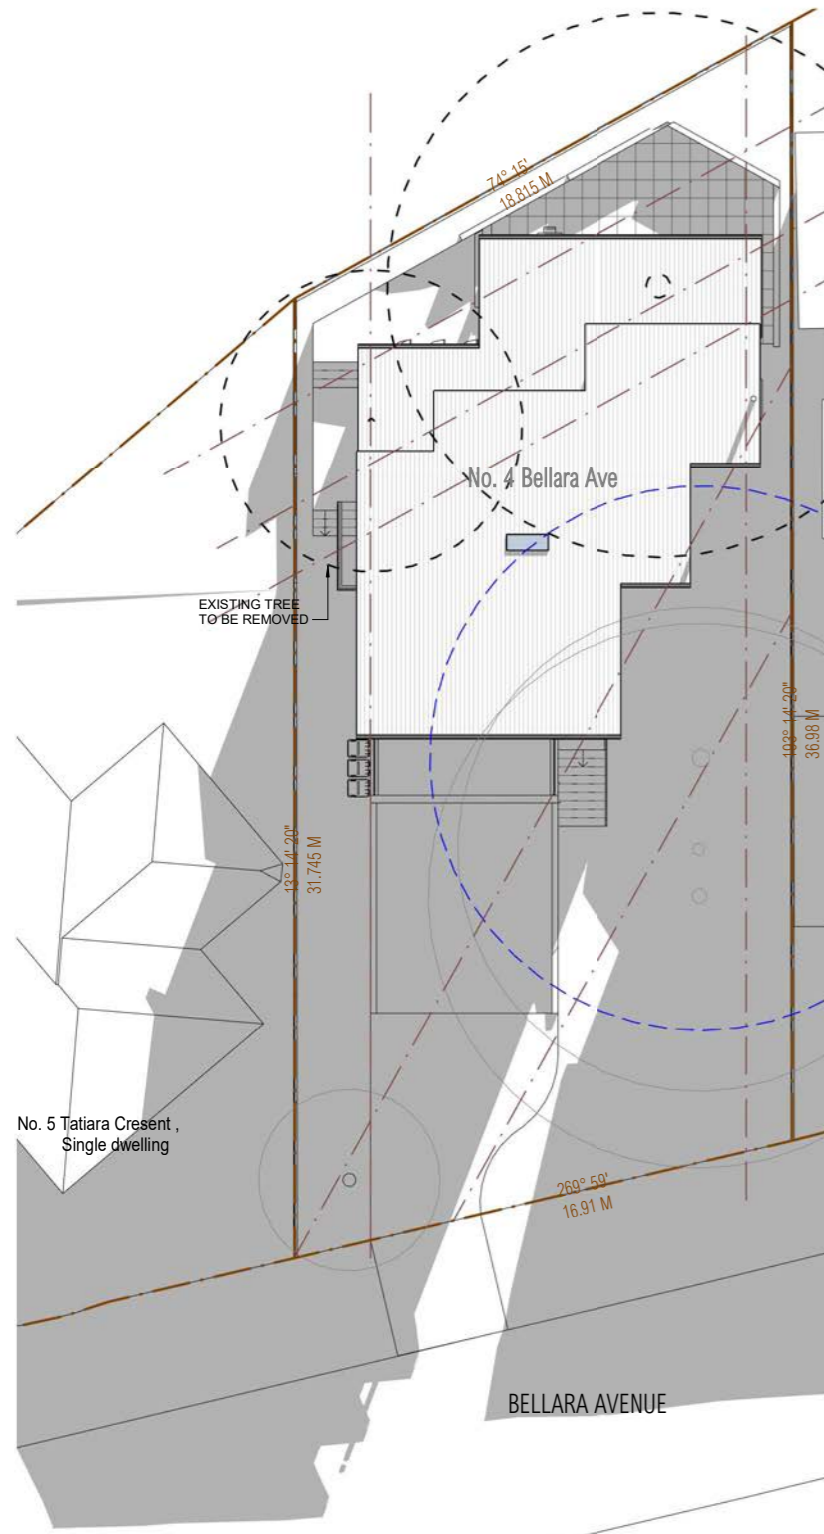 74° 15'
18.815 M
No. 4 Bellara Ave
EXISTING TREE
TO BE REMOVED
193° 14' 20"
36.98 M
13° 14' 20"
31.745 M
No. 5 Tatiara Cresent ,
Single dwelling
269° 59'
16.91 M
BELLARA AVENUE